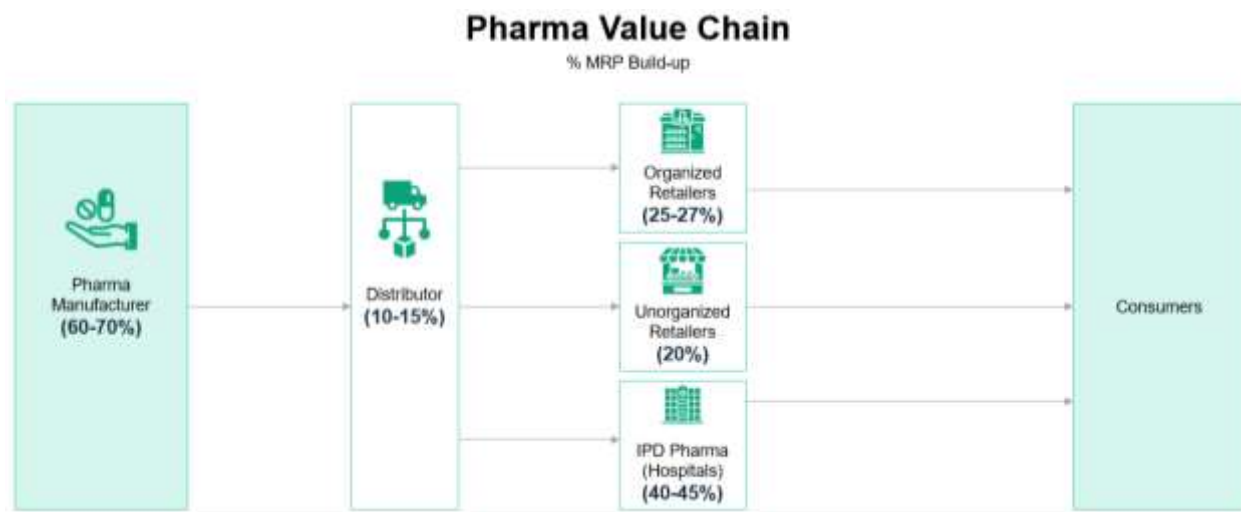 Pharma Value Chain
% MRP Build-up
Pharma
Manufacturer
(60-70%)
Distributor
(10-15%)
Organized
Retailers
(25-27%)
Unorganized
Retailers
(20%)
IPD Pharma
(Hospitals)
(40-45%)
Consumers